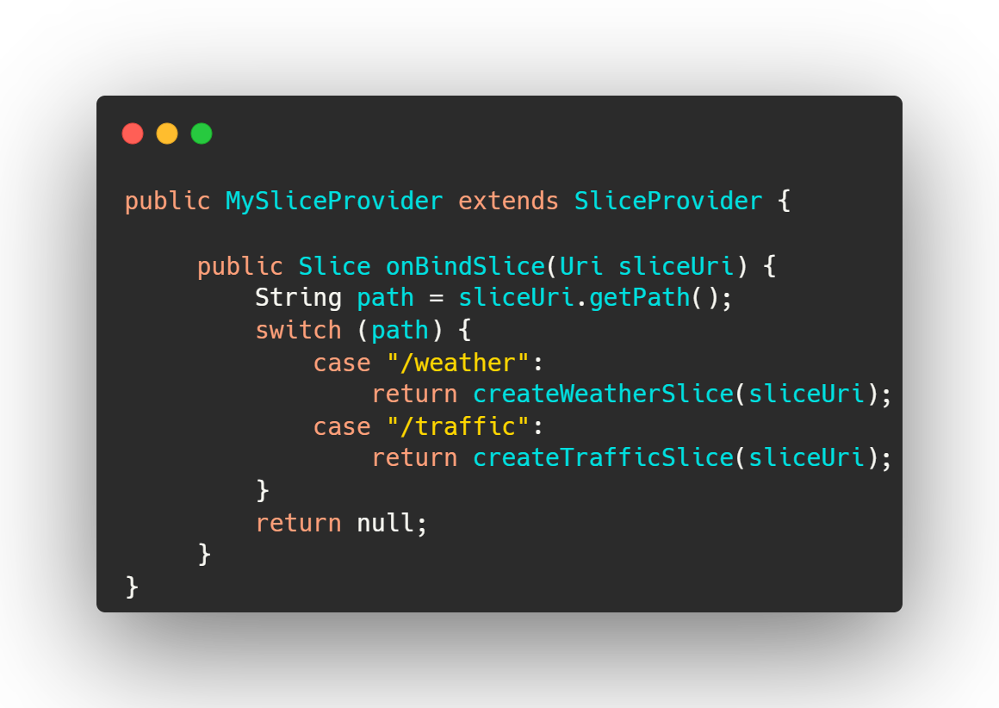 public MySliceProvider extends SliceProvider {
public Slice onBindSlice(Uri sliceUri) {
String path = sliceUri.getPath();
switch (path) {
case "/weather":
return createWeatherSlice(sliceUri);
case "/traffic":
return createTrafficSlice(sliceUri);
}
return null;
}
}